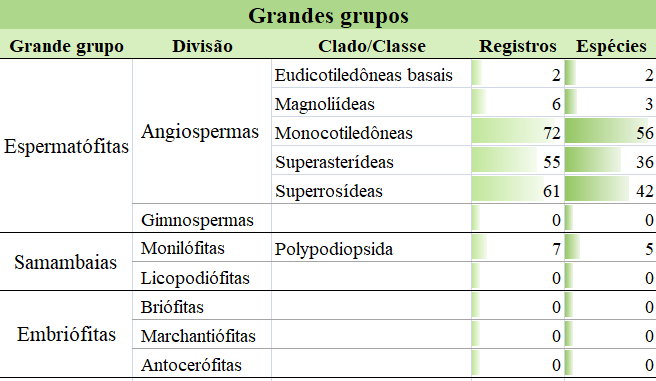 Grandes grupos
Grande grupo Divisão Clado/Classe Registros Espécies
Espermatófitas Angiospermas Eudicotiledôneas basais 2 2
Magnoliídeas 6 3
Monocotiledôneas 72 56
Superasterídeas 55 36
Superrosídeas 61 42
Gimnospermas 0 0
Samambaias Monilófitas Polypodiopsida 7 5
Licopodiófitas 0 0
Embriófitas Briófitas 0 0
Marchantiófitas 0 0
Antocerófitas 0 0